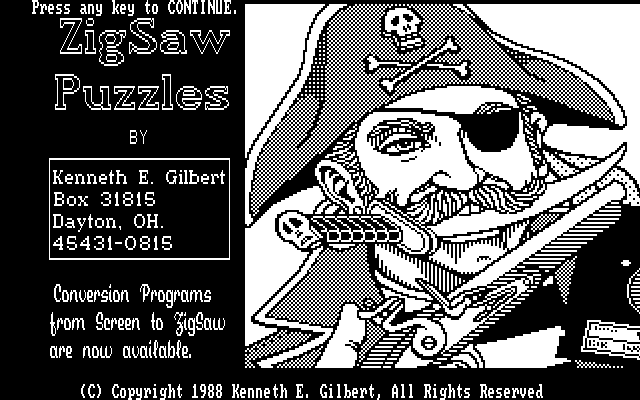 Press any key to CONTINUE.
ZigSaw
Puzzles
BY
Kenneth E. Gilbert
Box 31815
Dayton, OH.
45431-0815
Conversion Programs
from Screen to ZigSaw
are now available.
(C) Copyright 1988 Kenneth E. Gilbert, All Rights Reserved